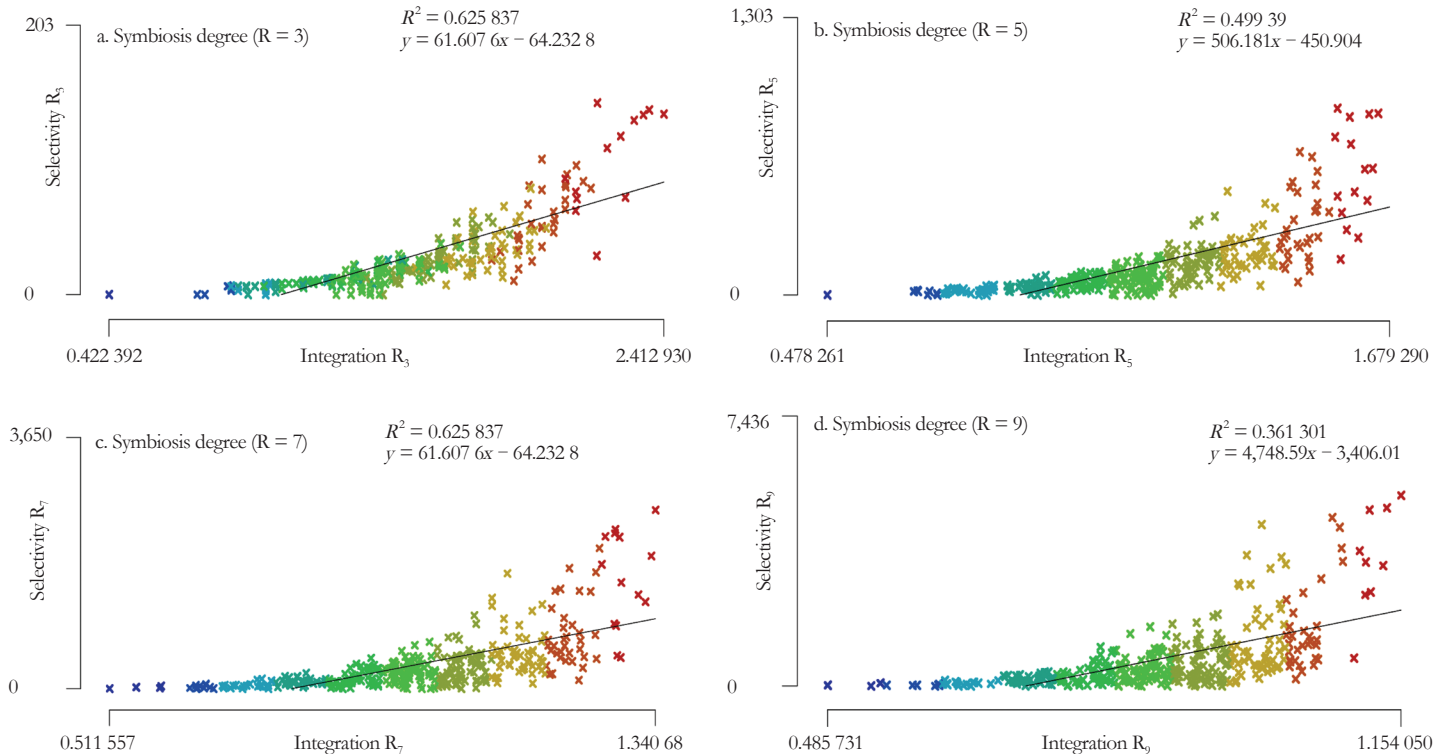 203
a. Symbiosis degree (R = 3)
R² = 0.625 837
y = 61.607 6x − 64.232 8
Selectivity R₃
0
0.422 392
Integration R₃
2.412 930
1,303
b. Symbiosis degree (R = 5)
R² = 0.499 39
y = 506.181x − 450.904
Selectivity R₅
0
0.478 261
Integration R₅
1.679 290
3,650
c. Symbiosis degree (R = 7)
R² = 0.625 837
y = 61.607 6x − 64.232 8
Selectivity R₇
0
0.511 557
Integration R₇
1.340 68
7,436
d. Symbiosis degree (R = 9)
R² = 0.361 301
y = 4,748.59x − 3,406.01
Selectivity R₉
0
0.485 731
Integration R₉
1.154 050